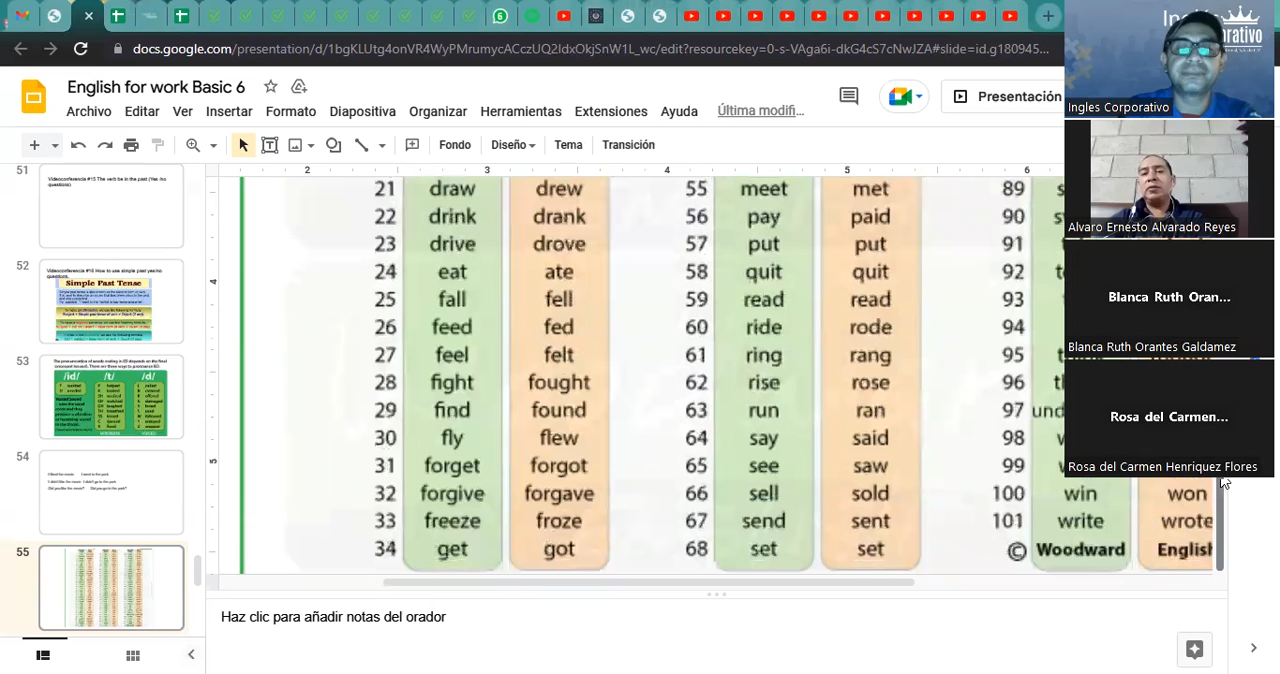 6
docs.google.com/presentation/d/1bgKLUtg4onVR4WyPMrumycACczUQ2ldxOkjSnW1L_wc/edit?resourcekey=0-s-VAga6i-dkG4cS7cNwJZA#slide=id.g180945...
English for work Basic 6
Archivo Editar Ver Insertar Formato Diapositiva Organizar Herramientas Extensiones Ayuda Última modifi...
Presentación
Fondo Diseño Tema Transición
2 3 4 5 6
4
5
51
Videoconferencia #15 The verb be in the past (Yes /no questions)
52
Videoconferencia #16 How to use simple past yes/no questions
Simple Past Tense
53
/id/ /t/ /d/
54
55
21 draw drew 55 meet met 89
22 drink drank 56 pay paid 90
23 drive drove 57 put put 91
24 eat ate 58 quit quit 92
25 fall fell 59 read read 93
26 feed fed 60 ride rode 94
27 feel felt 61 ring rang 95
28 fight fought 62 rise rose 96
29 find found 63 run ran 97
30 fly flew 64 say said 98
31 forget forgot 65 see saw 99
32 forgive forgave 66 sell sold 100 win won
33 freeze froze 67 send sent 101 write wrote
34 get got 68 set set © Woodward English
Haz clic para añadir notas del orador
Ingles Corporativo
Alvaro Ernesto Alvarado Reyes
Blanca Ruth Oran...
Blanca Ruth Orantes Galdamez
Rosa del Carmen...
Rosa del Carmen Henriquez Flores